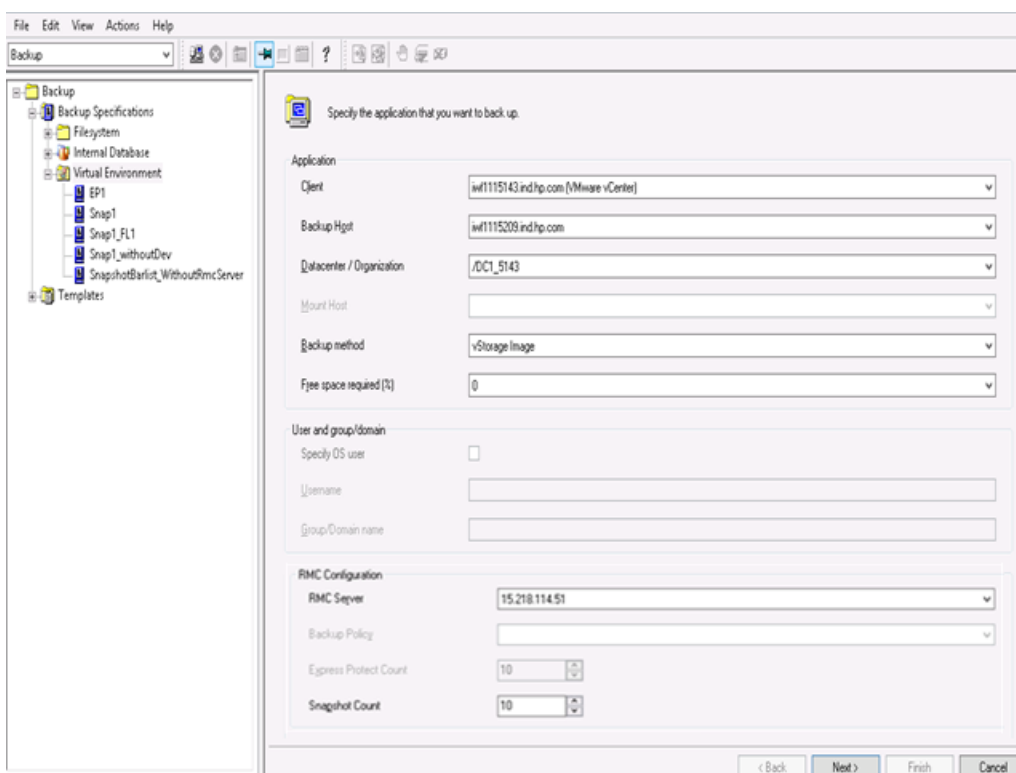 File Edit View Actions Help
Backup
Backup
Backup Specifications
Filesystem
Internal Database
Virtual Environment
EP1
Snap1
Snap1_FL1
Snap1_withoutDev
SnapshotBarlist_WithoutRmcServer
Templates
Specify the application that you want to back up.
Application
Client iwf1115143.ind.hp.com (VMware vCenter)
Backup Host iwf1115209.ind.hp.com
Datacenter / Organization /DC1_5143
Mount Host
Backup method vStorage Image
Free space required (%) 0
User and group/domain
Specify OS user
Username
Group/Domain name
RMC Configuration
RMC Server 15.218.114.51
Backup Policy
Express Protect Count 10
Snapshot Count 10
< Back Next > Finish Cancel